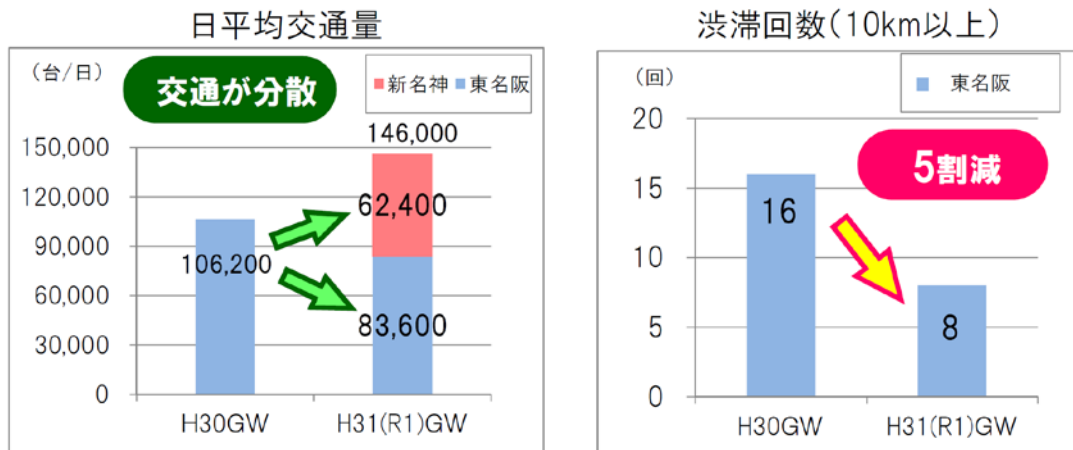 日平均交通量
（台/日）
交通が分散
新名神 東名阪
146,000
150,000
120,000
90,000
60,000
30,000
0
62,400
106,200
83,600
H30GW H31(R1)GW
渋滞回数(10km以上)
（回）
東名阪
5割減
20
15
10
5
0
16
8
H30GW H31(R1)GW